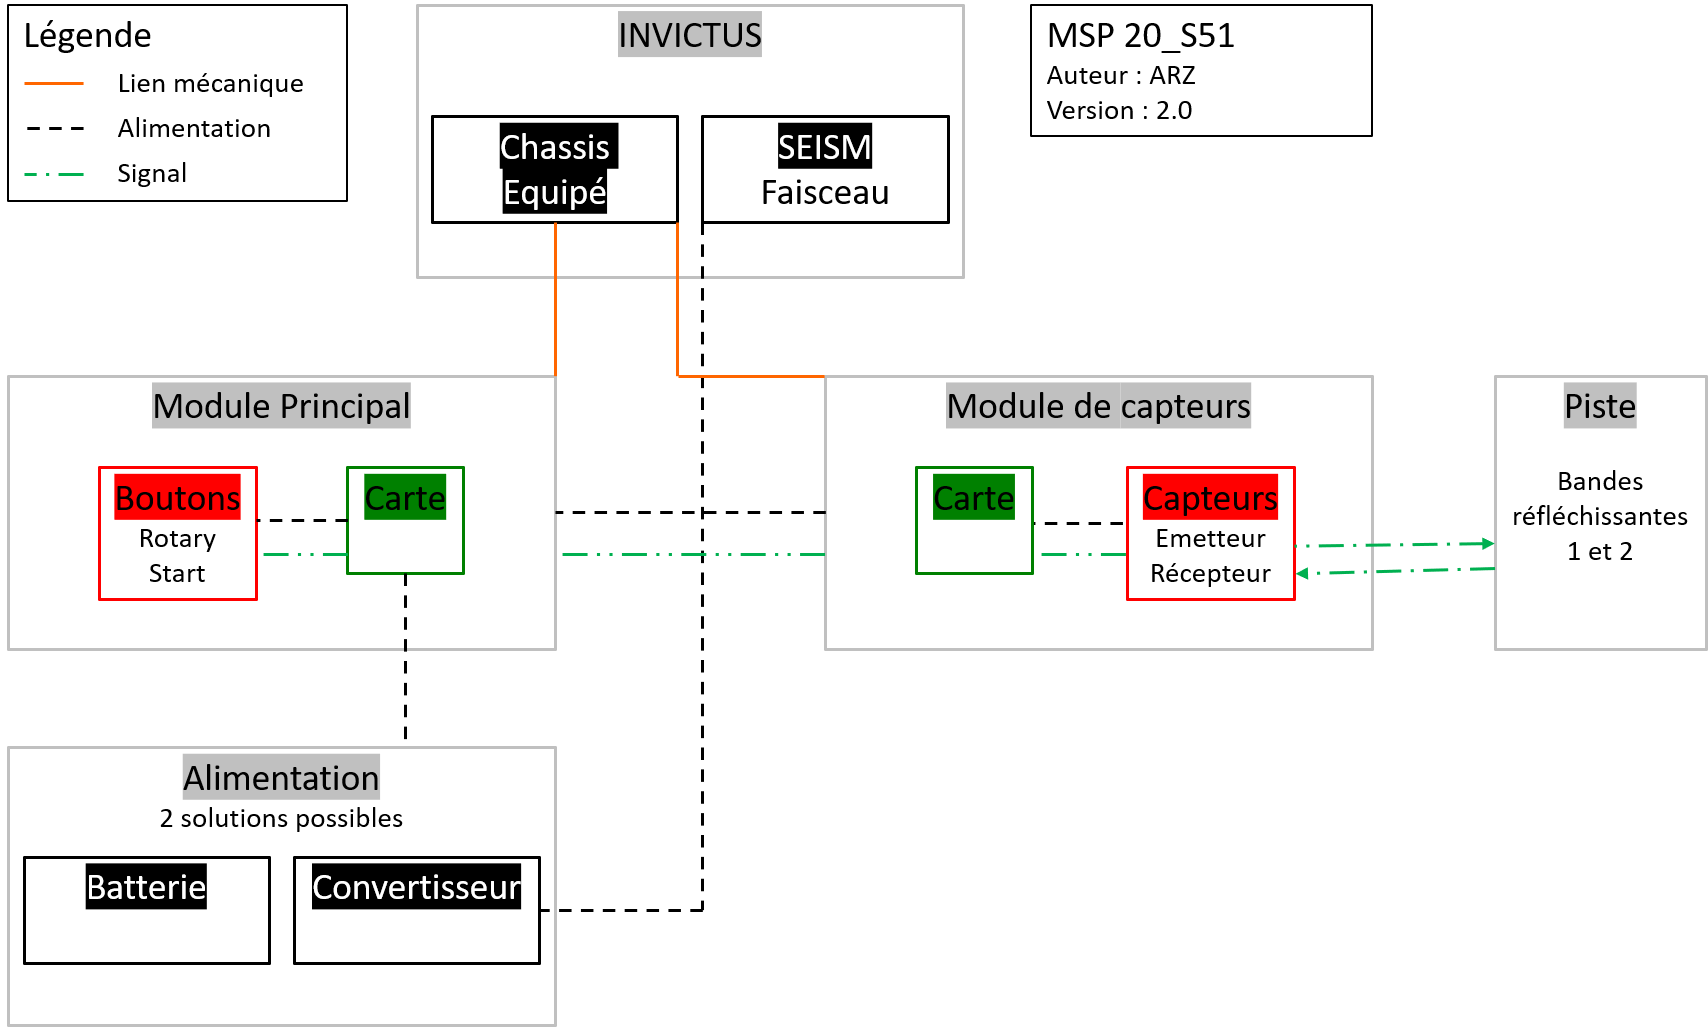 Légende
Lien mécanique
Alimentation
Signal
INVICTUS
Chassis
Equipé
SEISM
Faisceau
MSP 20_S51
Auteur : ARZ
Version : 2.0
Module Principal
Boutons
Rotary
Start
Carte
Module de capteurs
Carte
Capteurs
Emetteur
Récepteur
Piste
Bandes
réfléchissantes
1 et 2
Alimentation
2 solutions possibles
Batterie
Convertisseur